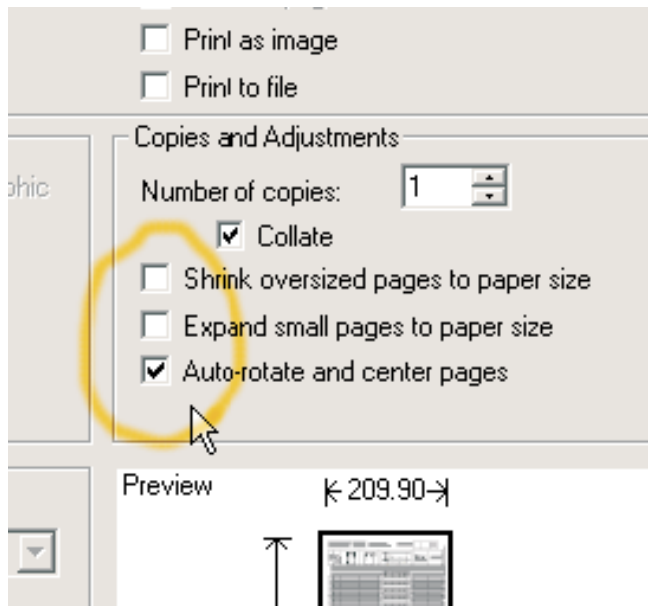 Print as image
Print to file
Copies and Adjustments
phic
Number of copies: 1
Collate
Shrink oversized pages to paper size
Expand small pages to paper size
Auto-rotate and center pages
Preview
209.90